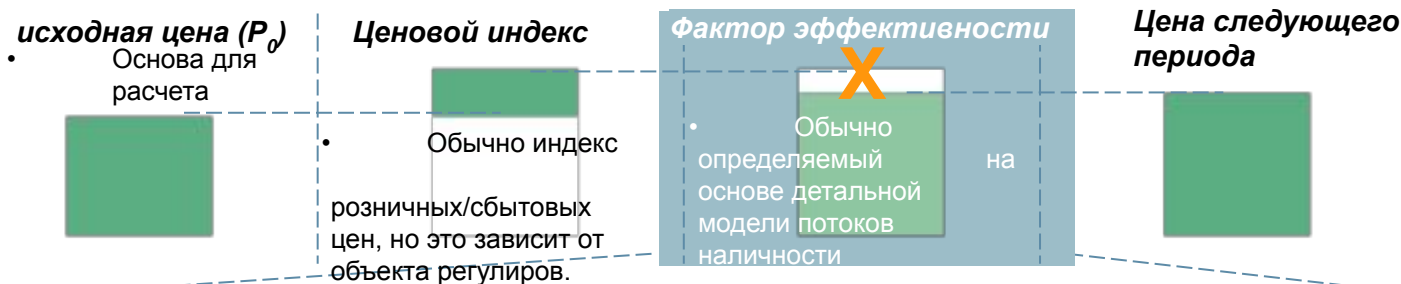 исходная цена (P0)
• Основа для
расчета
Ценовой индекс
• Обычно индекс
розничных/сбытовых
цен, но это зависит от
объекта регулиров.
Фактор эффективности
X
• Обычно
определяемый на
основе детальной
модели потоков
наличности
Цена следующего
периода